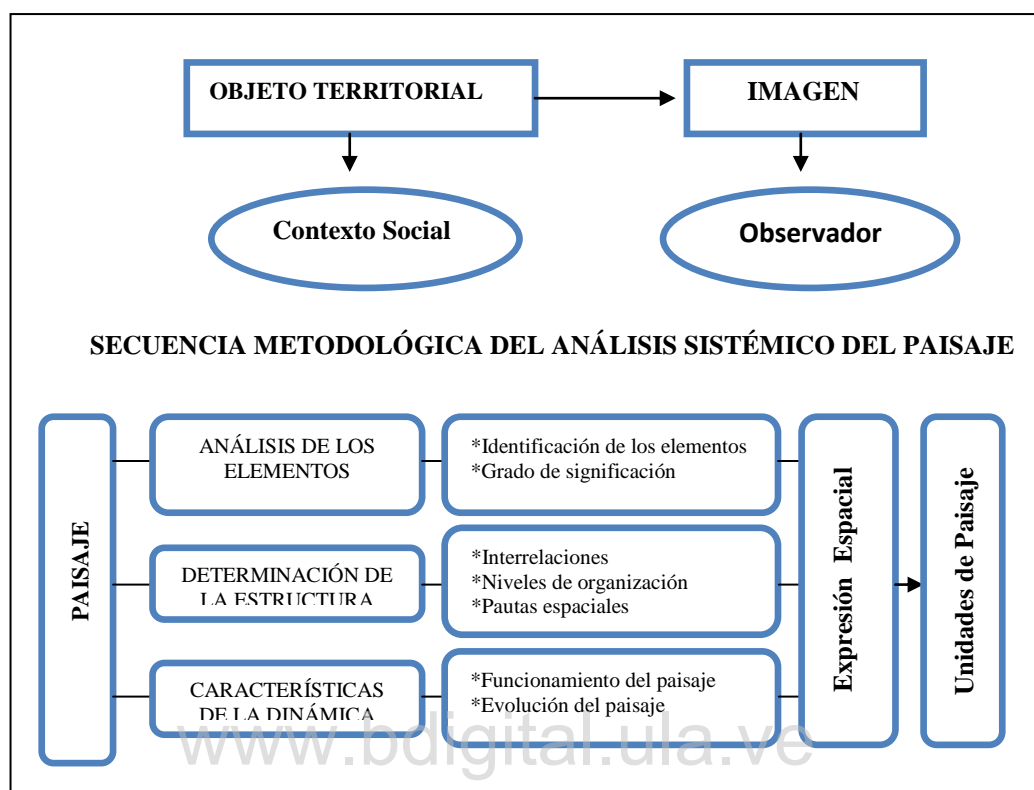 OBJETO TERRITORIAL
IMAGEN
Contexto Social
Observador
SECUENCIA METODOLÓGICA DEL ANÁLISIS SISTÉMICO DEL PAISAJE
PAISAJE
ANÁLISIS DE LOS
ELEMENTOS
*Identificación de los elementos
*Grado de significación
DETERMINACIÓN DE
LA ESTRUCTURA
*Interrelaciones
*Niveles de organización
*Pautas espaciales
CARACTERÍSTICAS
DE LA DINÁMICA
*Funcionamiento del paisaje
*Evolución del paisaje
Expresión Espacial
Unidades de Paisaje
www.bdigital.ula.ve